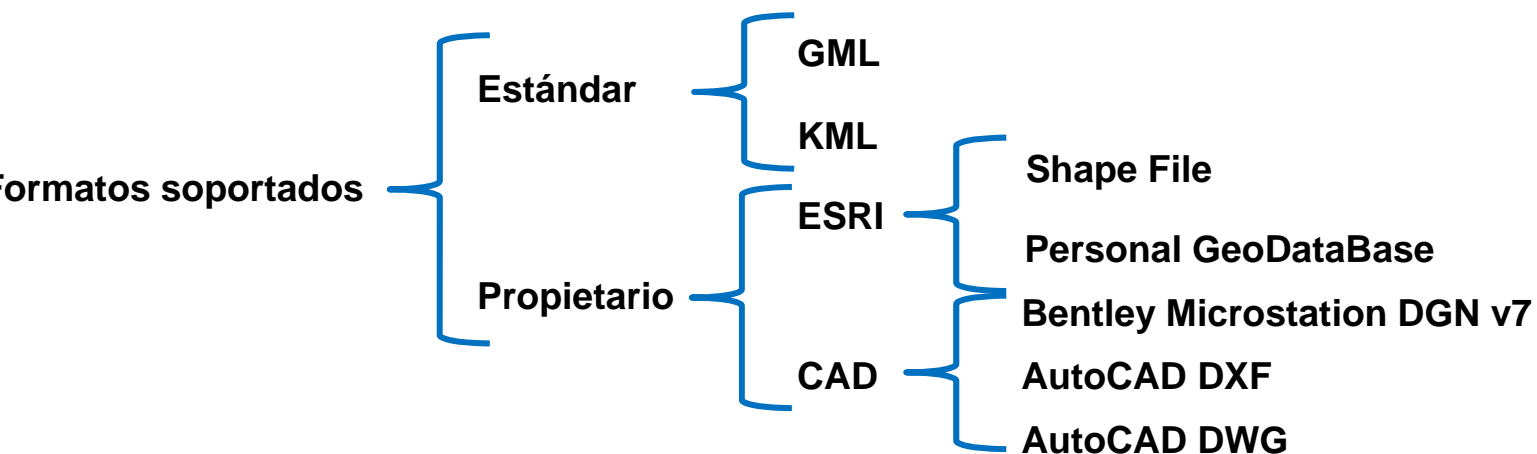 Formatos soportados
Estándar
GML
KML
Propietario
ESRI
Shape File
Personal GeoDataBase
CAD
Bentley Microstation DGN v7
AutoCAD DXF
AutoCAD DWG